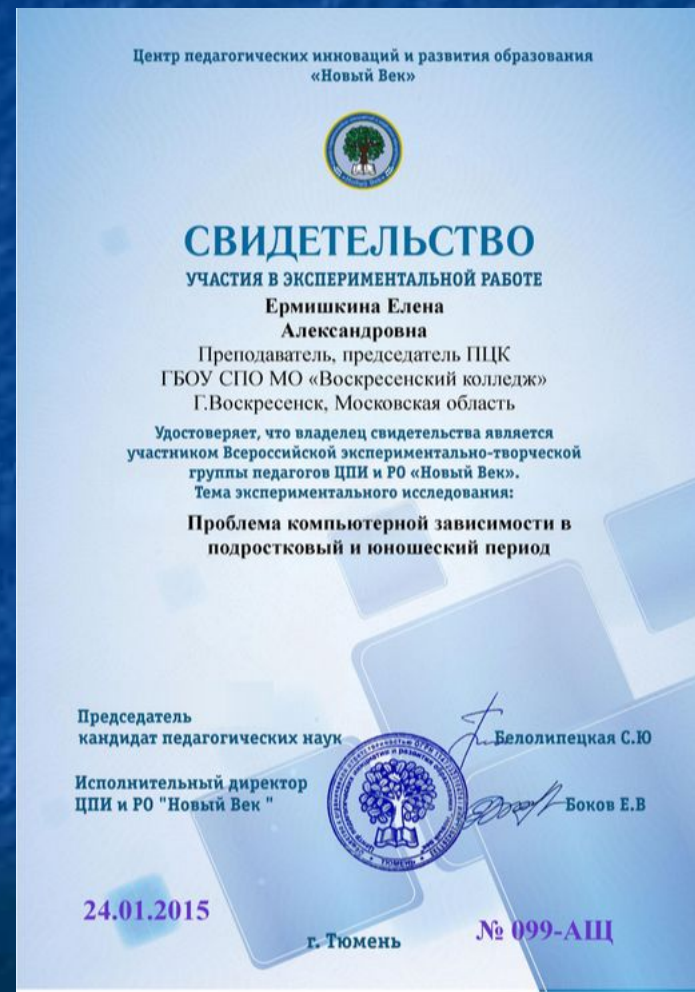 Центр педагогических инноваций и развития образования
«Новый Век»
СВИДЕТЕЛЬСТВО
УЧАСТИЯ В ЭКСПЕРИМЕНТАЛЬНОЙ РАБОТЕ
Ермишкина Елена
Александровна
Преподаватель, председатель ПЦК
ГБОУ СПО МО «Воскресенский колледж»
Г.Воскресенск, Московская область
Удостоверяет, что владелец свидетельства является
участником Всероссийской экспериментально-творческой
группы педагогов ЦПИ и РО «Новый Век».
Тема экспериментального исследования:
Проблема компьютерной зависимости в
подростковый и юношеский период
Председатель
кандидат педагогических наук
Белолипецкая С.Ю
Исполнительный директор
ЦПИ и РО "Новый Век "
Боков Е.В
ТЮМЕНЬ
24.01.2015
г. Тюмень
№ 099-АЩ